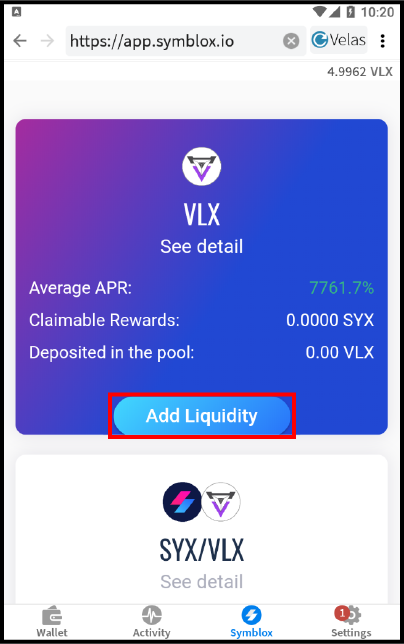 10:20
https://app.symblox.io
Velas
4.9962 VLX
VLX
See detail
Average APR: 7761.7%
Claimable Rewards: 0.0000 SYX
Deposited in the pool: 0.00 VLX
Add Liquidity
SYX/VLX
See detail
1
Wallet Activity Symblox Settings